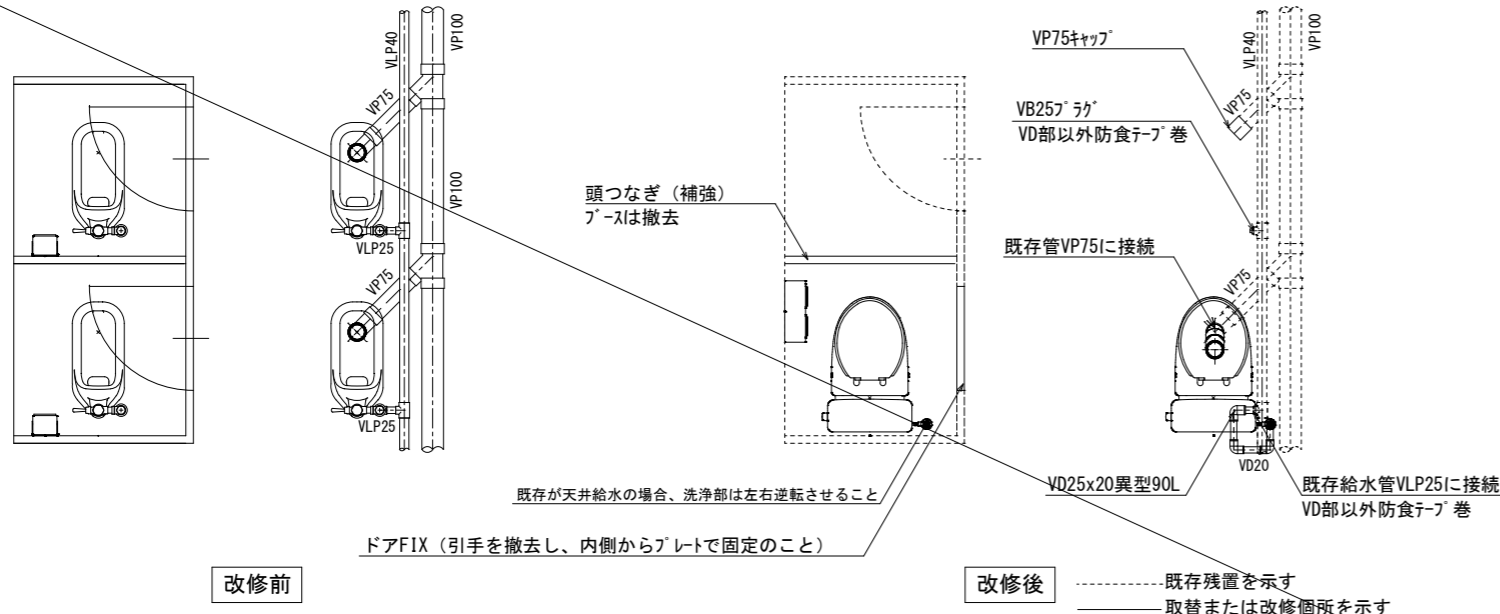 VLP40
VP100
VP75
VP100
VLP25
VP75
VLP25
改修前
頭つなぎ（補強）
ブースは撤去
既存が天井給水の場合、洗浄部は左右逆転させること
ドアFIX（引手を撤去し、内側からプレートで固定のこと）
改修後
VP75キャップ
VLP40
VP100
VP75
VB25プラグ
VD部以外防食テープ巻
既存管VP75に接続
VP75
VD20
VD25x20異型90L
既存給水管VLP25に接続
VD部以外防食テープ巻
既存残置を示す
取替または改修個所を示す